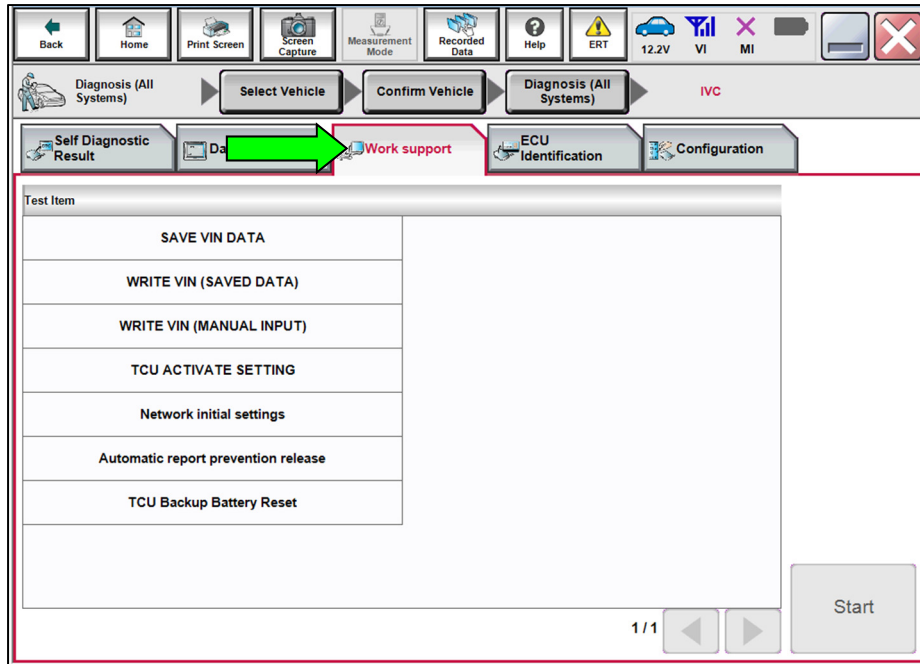 Back
Home
Print Screen
Screen
Capture
Measurement
Mode
Recorded
Data
Help
ERT
12.2V
VI
MI
Diagnosis (All
Systems)
Select Vehicle
Confirm Vehicle
Diagnosis (All
Systems)
IVC
Self Diagnostic
Result
Da
Work support
ECU
Identification
Configuration
Test Item
SAVE VIN DATA
WRITE VIN (SAVED DATA)
WRITE VIN (MANUAL INPUT)
TCU ACTIVATE SETTING
Network initial settings
Automatic report prevention release
TCU Backup Battery Reset
1/1
Start